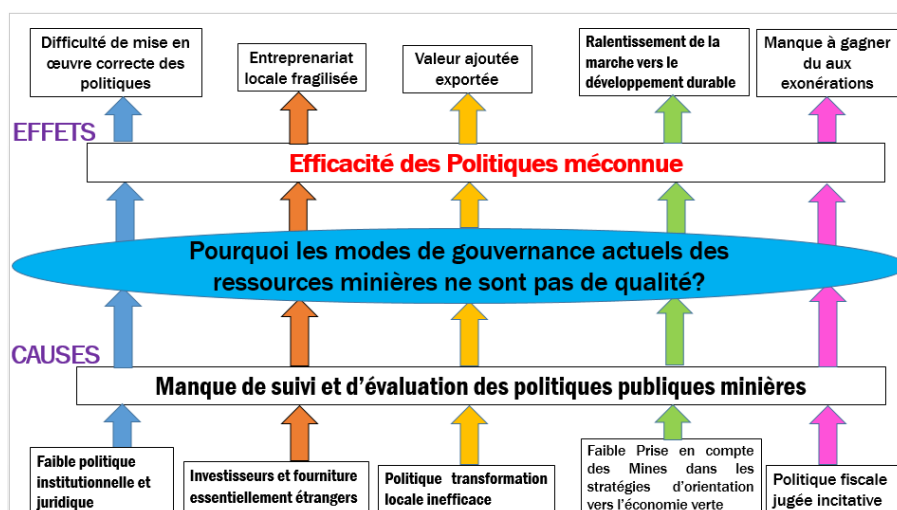 Difficulté de mise en
œuvre correcte des
politiques
Entreprenariat
locale fragilisée
Valeur ajoutée
exportée
Ralentissement de la
marche vers le
développement durable
Manque à gagner
du aux
exonérations
EFFETS
Efficacité des Politiques méconnue
Pourquoi les modes de gouvernance actuels des
ressources minières ne sont pas de qualité?
CAUSES
Manque de suivi et d'évaluation des politiques publiques minières
Faible politique
institutionnelle et
juridique
Investisseurs et fourniture
essentiellement étrangers
Politique transformation
locale inefficace
Faible Prise en compte
des Mines dans les
stratégies d'orientation
vers l'économie verte
Politique fiscale
jugée incitative